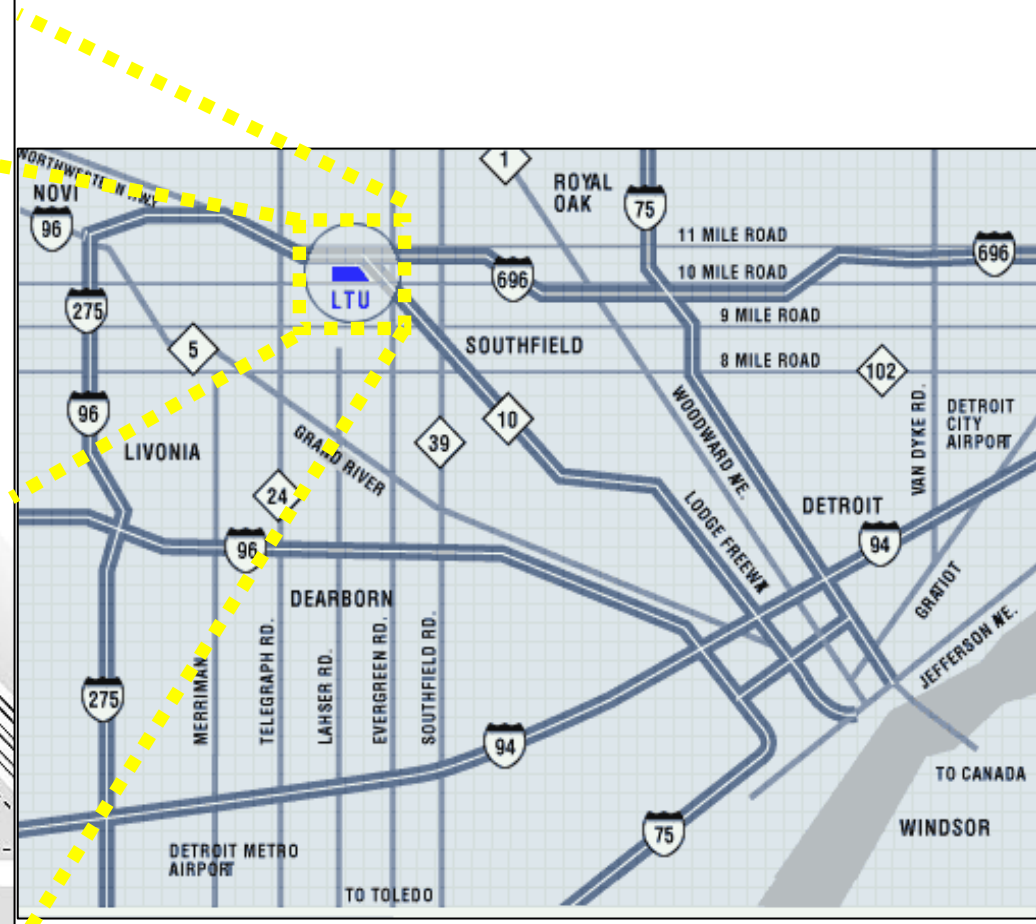 1
NORTHWESTERN HWY
NOVI
ROYAL
OAK
75
96
11 MILE ROAD
696
10 MILE ROAD
696
LTU
275
9 MILE ROAD
5
SOUTHFIELD
8 MILE ROAD
102
96
10
WOODWARD AVE.
VAN DYKE RD.
DETROIT
CITY
AIRPORT
39
LIVONIA
GRAND RIVER
24
LODGE FREEWAY
DETROIT
94
96
DEARBORN
GRATIOT
JEFFERSON AVE.
275
MERRIMAN
TELEGRAPH RD.
LAHSER RD.
EVERGREEN RD.
SOUTHFIELD RD.
94
TO CANADA
75
WINDSOR
DETROIT METRO
AIRPORT
TO TOLEDO